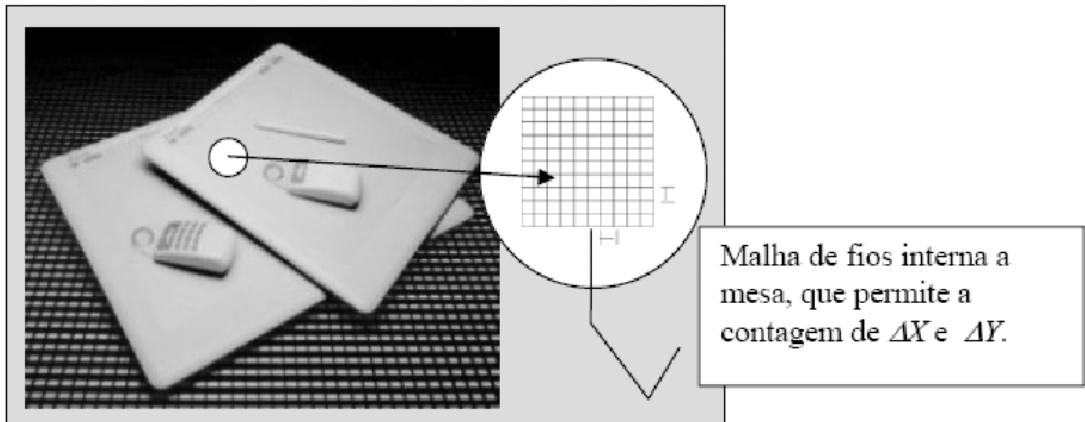 Malha de fios interna a
mesa, que permite a
contagem de ΔX e ΔY.